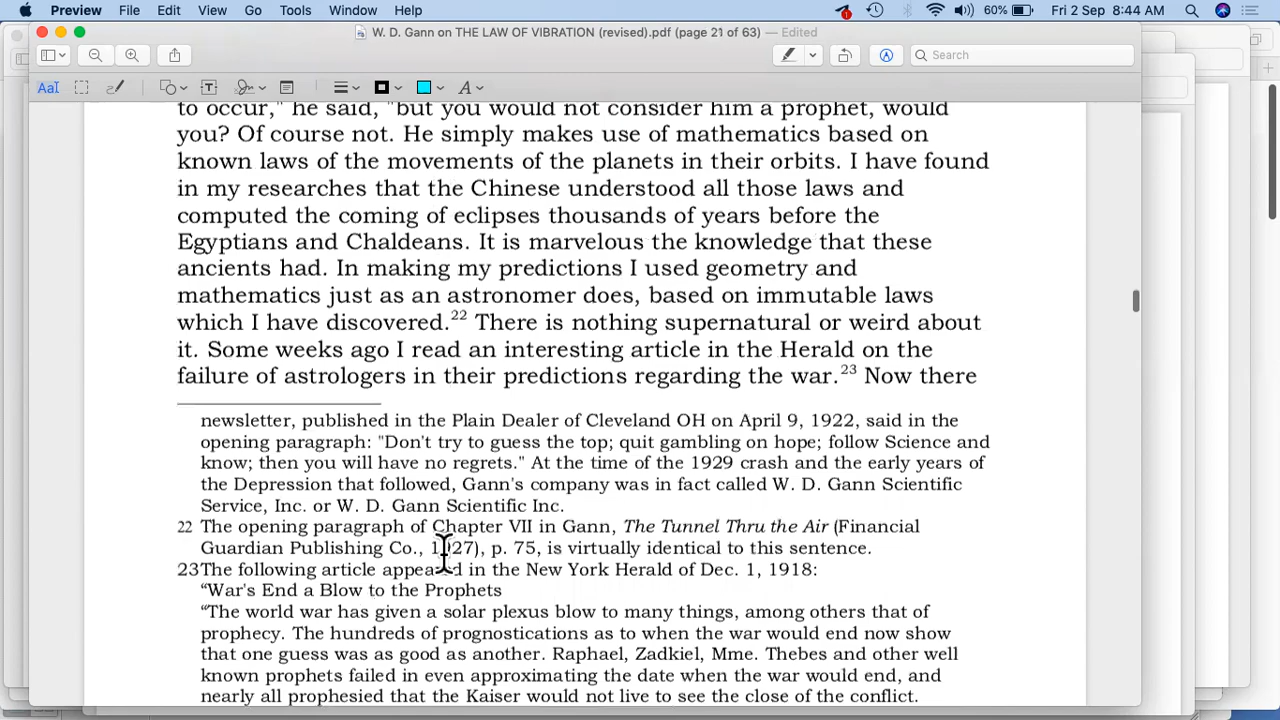 Preview File Edit View Go Tools Window Help 60% Fri 2 Sep 8:44 AM
W. D. Gann on THE LAW OF VIBRATION (revised).pdf (page 21 of 63) — Edited
Search
AaI T A
to occur," he said, "but you would not consider him a prophet, would
you? Of course not. He simply makes use of mathematics based on
known laws of the movements of the planets in their orbits. I have found
in my researches that the Chinese understood all those laws and
computed the coming of eclipses thousands of years before the
Egyptians and Chaldeans. It is marvelous the knowledge that these
ancients had. In making my predictions I used geometry and
mathematics just as an astronomer does, based on immutable laws
which I have discovered.22 There is nothing supernatural or weird about
it. Some weeks ago I read an interesting article in the Herald on the
failure of astrologers in their predictions regarding the war.23 Now there
newsletter, published in the Plain Dealer of Cleveland OH on April 9, 1922, said in the
opening paragraph: "Don't try to guess the top; quit gambling on hope; follow Science and
know; then you will have no regrets." At the time of the 1929 crash and the early years of
the Depression that followed, Gann's company was in fact called W. D. Gann Scientific
Service, Inc. or W. D. Gann Scientific Inc.
22 The opening paragraph of Chapter VII in Gann, The Tunnel Thru the Air (Financial
Guardian Publishing Co., 1927), p. 75, is virtually identical to this sentence.
23The following article appeared in the New York Herald of Dec. 1, 1918:
“War's End a Blow to the Prophets
“The world war has given a solar plexus blow to many things, among others that of
prophecy. The hundreds of prognostications as to when the war would end now show
that one guess was as good as another. Raphael, Zadkiel, Mme. Thebes and other well
known prophets failed in even approximating the date when the war would end, and
nearly all prophesied that the Kaiser would not live to see the close of the conflict.